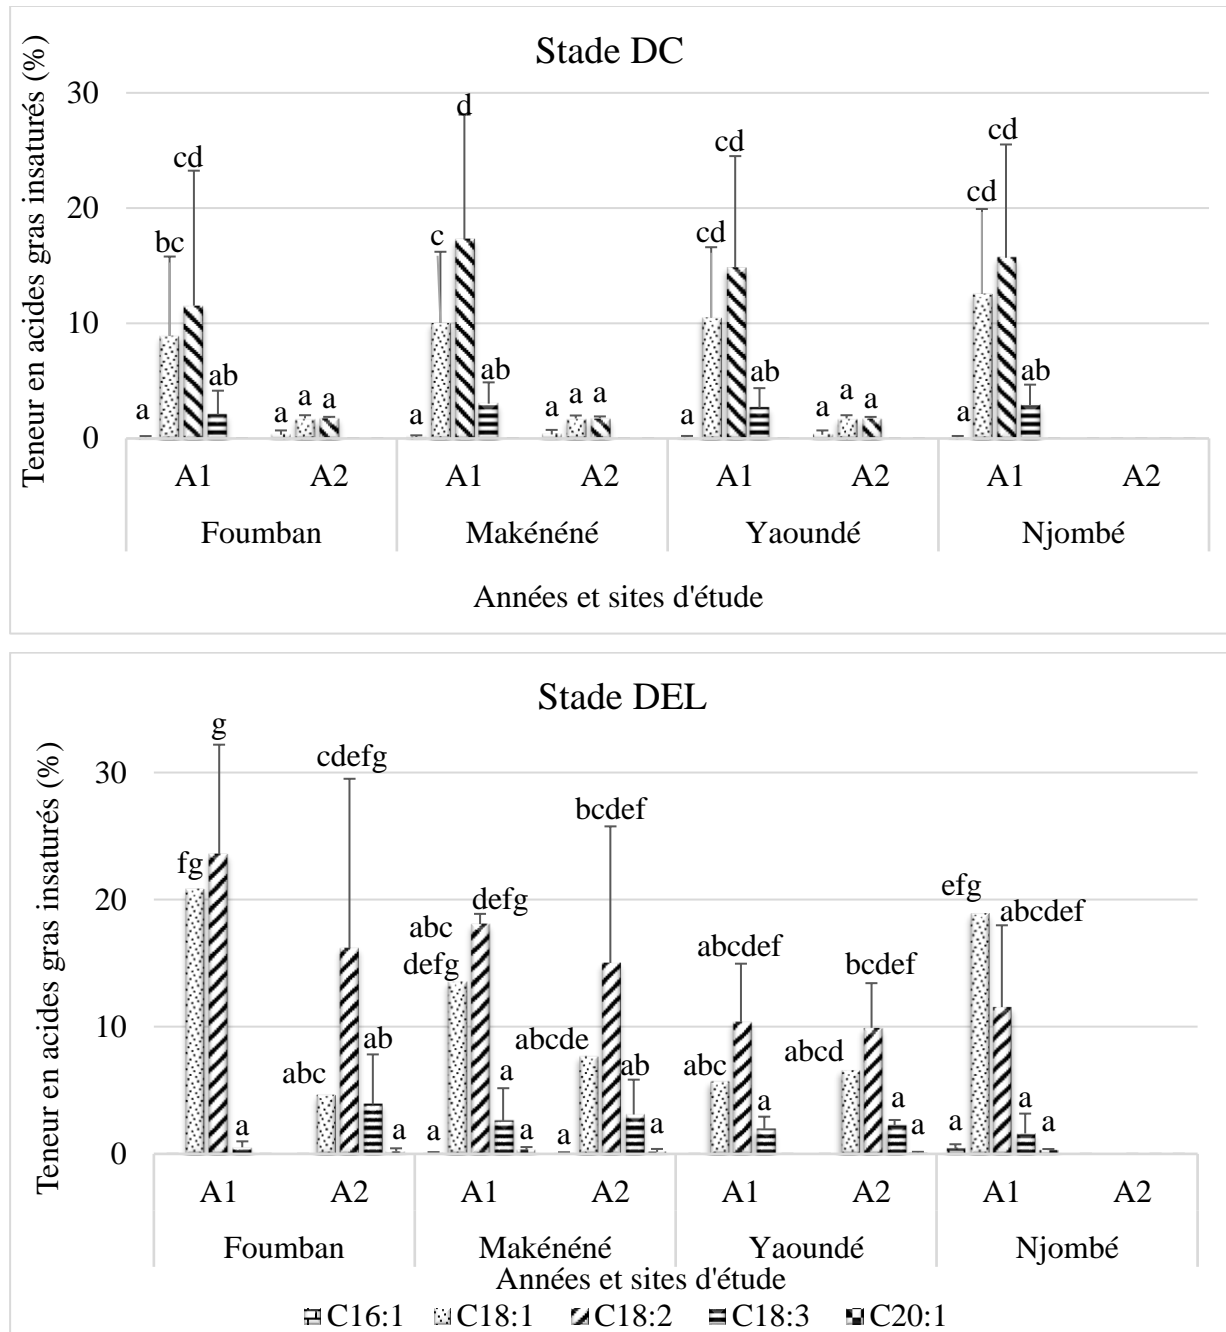 Stade DC
Teneur en acides gras insaturés (%)
30
20
10
0
a
bc
cd
ab
a
a
a
a
c
d
ab
a
a
a
a
cd
cd
ab
a
a
a
a
cd
cd
ab
A1
A2
A1
A2
A1
A2
A1
A2
Foumban
Makénéné
Yaoundé
Njombé
Années et sites d'étude
Stade DEL
Teneur en acides gras insaturés (%)
30
20
10
0
fg
g
a
abc
cdefg
ab
a
a
abc
defg
defg
a
a
a
abcde
bcdef
ab
a
abc
abcdef
a
abcd
bcdef
a
a
a
efg
abcdef
a
a
A1
A2
A1
A2
A1
A2
A1
A2
Foumban
Makénéné
Yaoundé
Njombé
Années et sites d'étude
C16:1
C18:1
C18:2
C18:3
C20:1